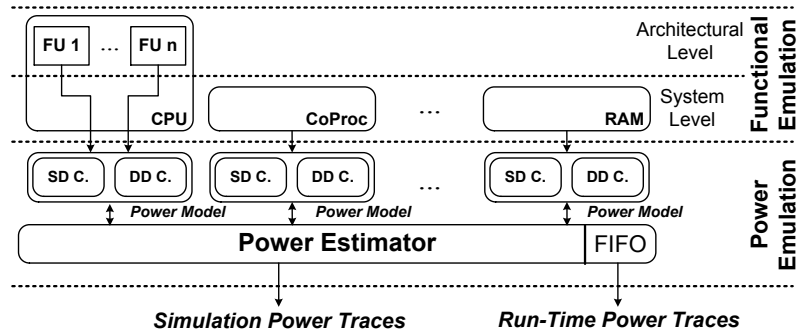 FU 1 ... FU n
Architectural
Level
CPU
CoProc
...
RAM
System
Level
Functional
Emulation
SD C. DD C.
SD C. DD C.
...
SD C. DD C.
Power Model
Power Model
Power Model
Power Estimator
FIFO
Power
Emulation
Simulation Power Traces
Run-Time Power Traces